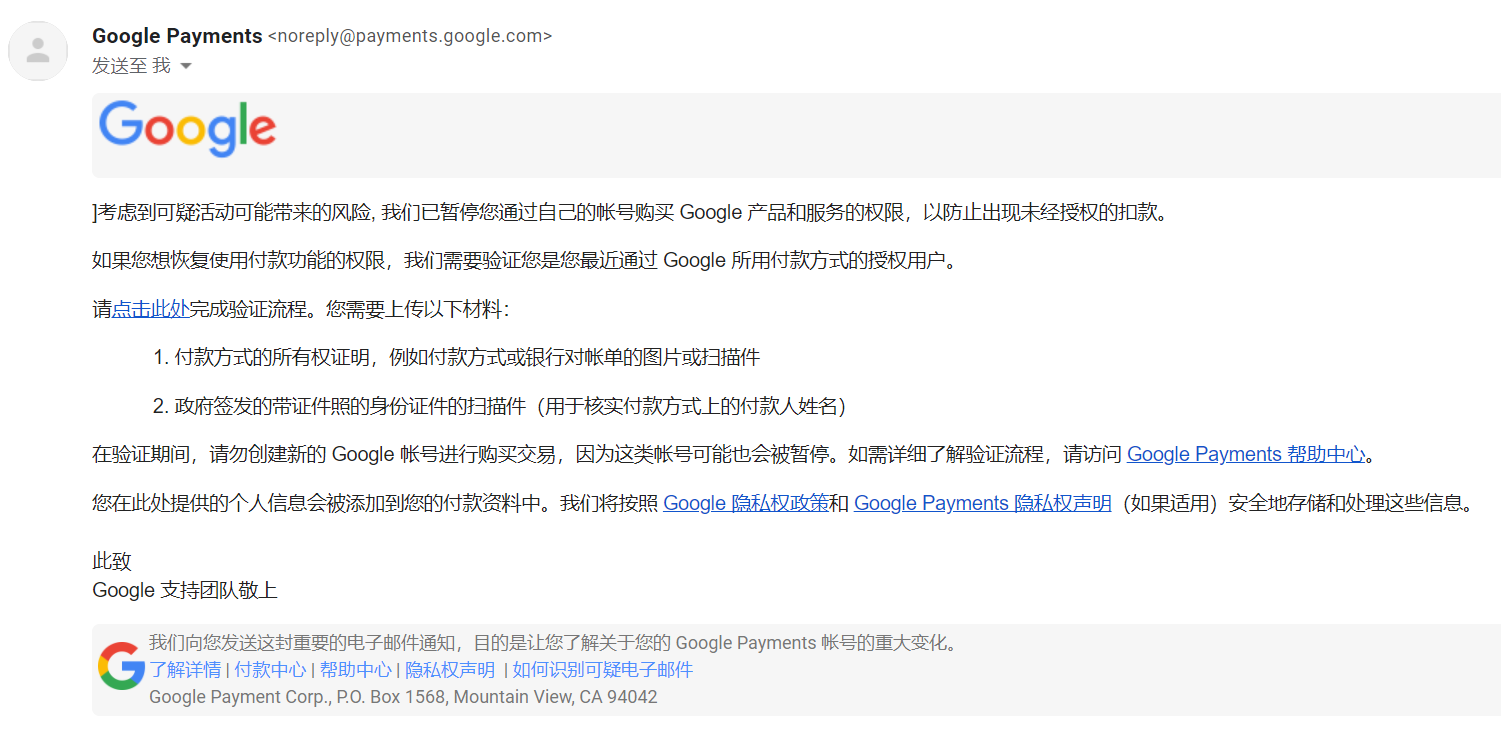 Google Payments <noreply@payments.google.com>
发送至 我
Google
]考虑到可疑活动可能带来的风险, 我们已暂停您通过自己的帐号购买 Google 产品和服务的权限，以防止出现未经授权的扣款。
如果您想恢复使用付款功能的权限，我们需要验证您是您最近通过 Google 所用付款方式的授权用户。
请点击此处完成验证流程。您需要上传以下材料：
1. 付款方式的所有权证明，例如付款方式或银行对帐单的图片或扫描件
2. 政府签发的带证件照的身份证件的扫描件（用于核实付款方式上的付款人姓名）
在验证期间，请勿创建新的 Google 帐号进行购买交易，因为这类帐号可能也会被暂停。如需详细了解验证流程，请访问 Google Payments 帮助中心。
您在此处提供的个人信息会被添加到您的付款资料中。我们将按照 Google 隐私权政策和 Google Payments 隐私权声明（如果适用）安全地存储和处理这些信息。
此致
Google 支持团队敬上
我们向您发送这封重要的电子邮件通知，目的是让您了解关于您的 Google Payments 帐号的重大变化。
了解详情 | 付款中心 | 帮助中心 | 隐私权声明 | 如何识别可疑电子邮件
Google Payment Corp., P.O. Box 1568, Mountain View, CA 94042